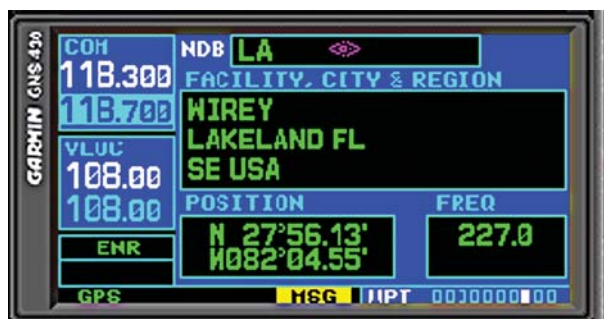 GARMIN GNS 430
COM
118.300
118.700
VLOC
108.00
108.00
ENR
GPS
NDB LA
FACILITY, CITY & REGION
WIREY
LAKELAND FL
SE USA
POSITION
N 27°56.13'
W082°04.55'
FREQ
227.0
MSG WPT